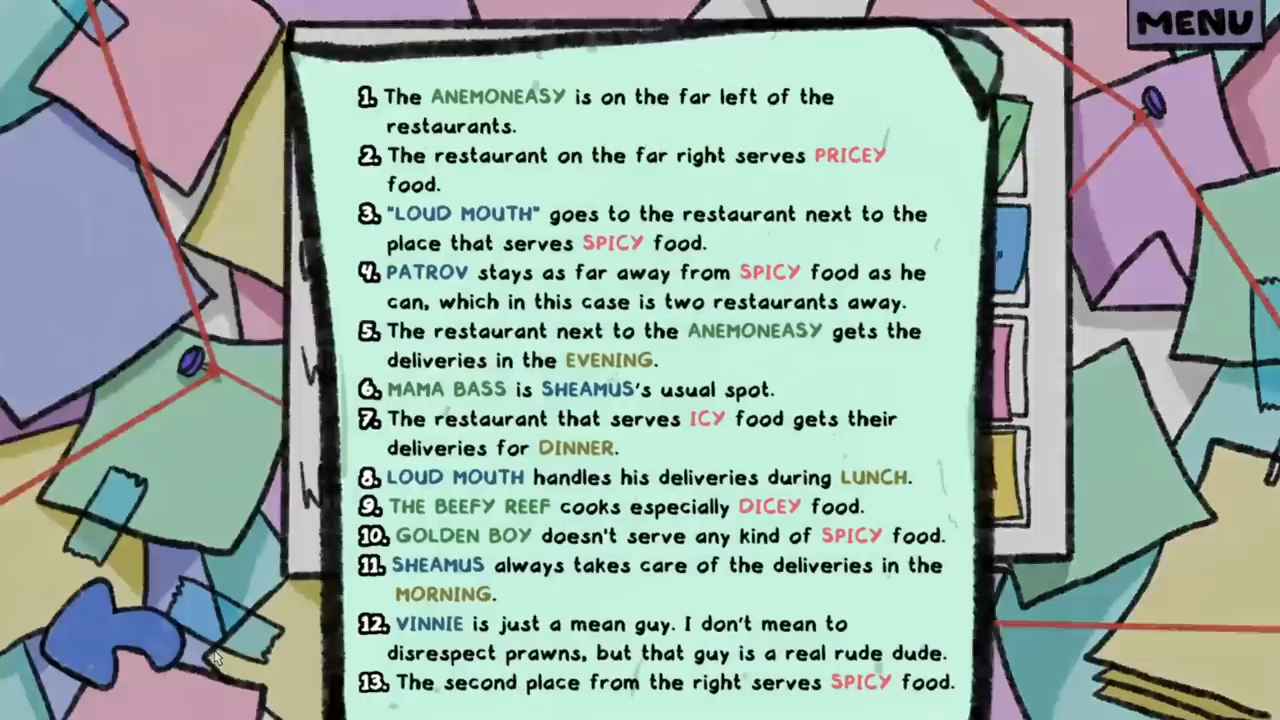 MENU
1. The ANEMONEASY is on the far left of the
restaurants.
2. The restaurant on the far right serves PRICEY
food.
3. "LOUD MOUTH" goes to the restaurant next to the
place that serves SPICY food.
4. PATROV stays as far away from SPICY food as he
can, which in this case is two restaurants away.
5. The restaurant next to the ANEMONEASY gets the
deliveries in the EVENING.
6. MAMA BASS is SHEAMUS's usual spot.
7. The restaurant that serves ICY food gets their
deliveries for DINNER.
8. LOUD MOUTH handles his deliveries during LUNCH.
9. THE BEEFY REEF cooks especially DICEY food.
10. GOLDEN BOY doesn't serve any kind of SPICY food.
11. SHEAMUS always takes care of the deliveries in the
MORNING.
12. VINNIE is just a mean guy. I don't mean to
disrespect prawns, but that guy is a real rude dude.
13. The second place from the right serves SPICY food.